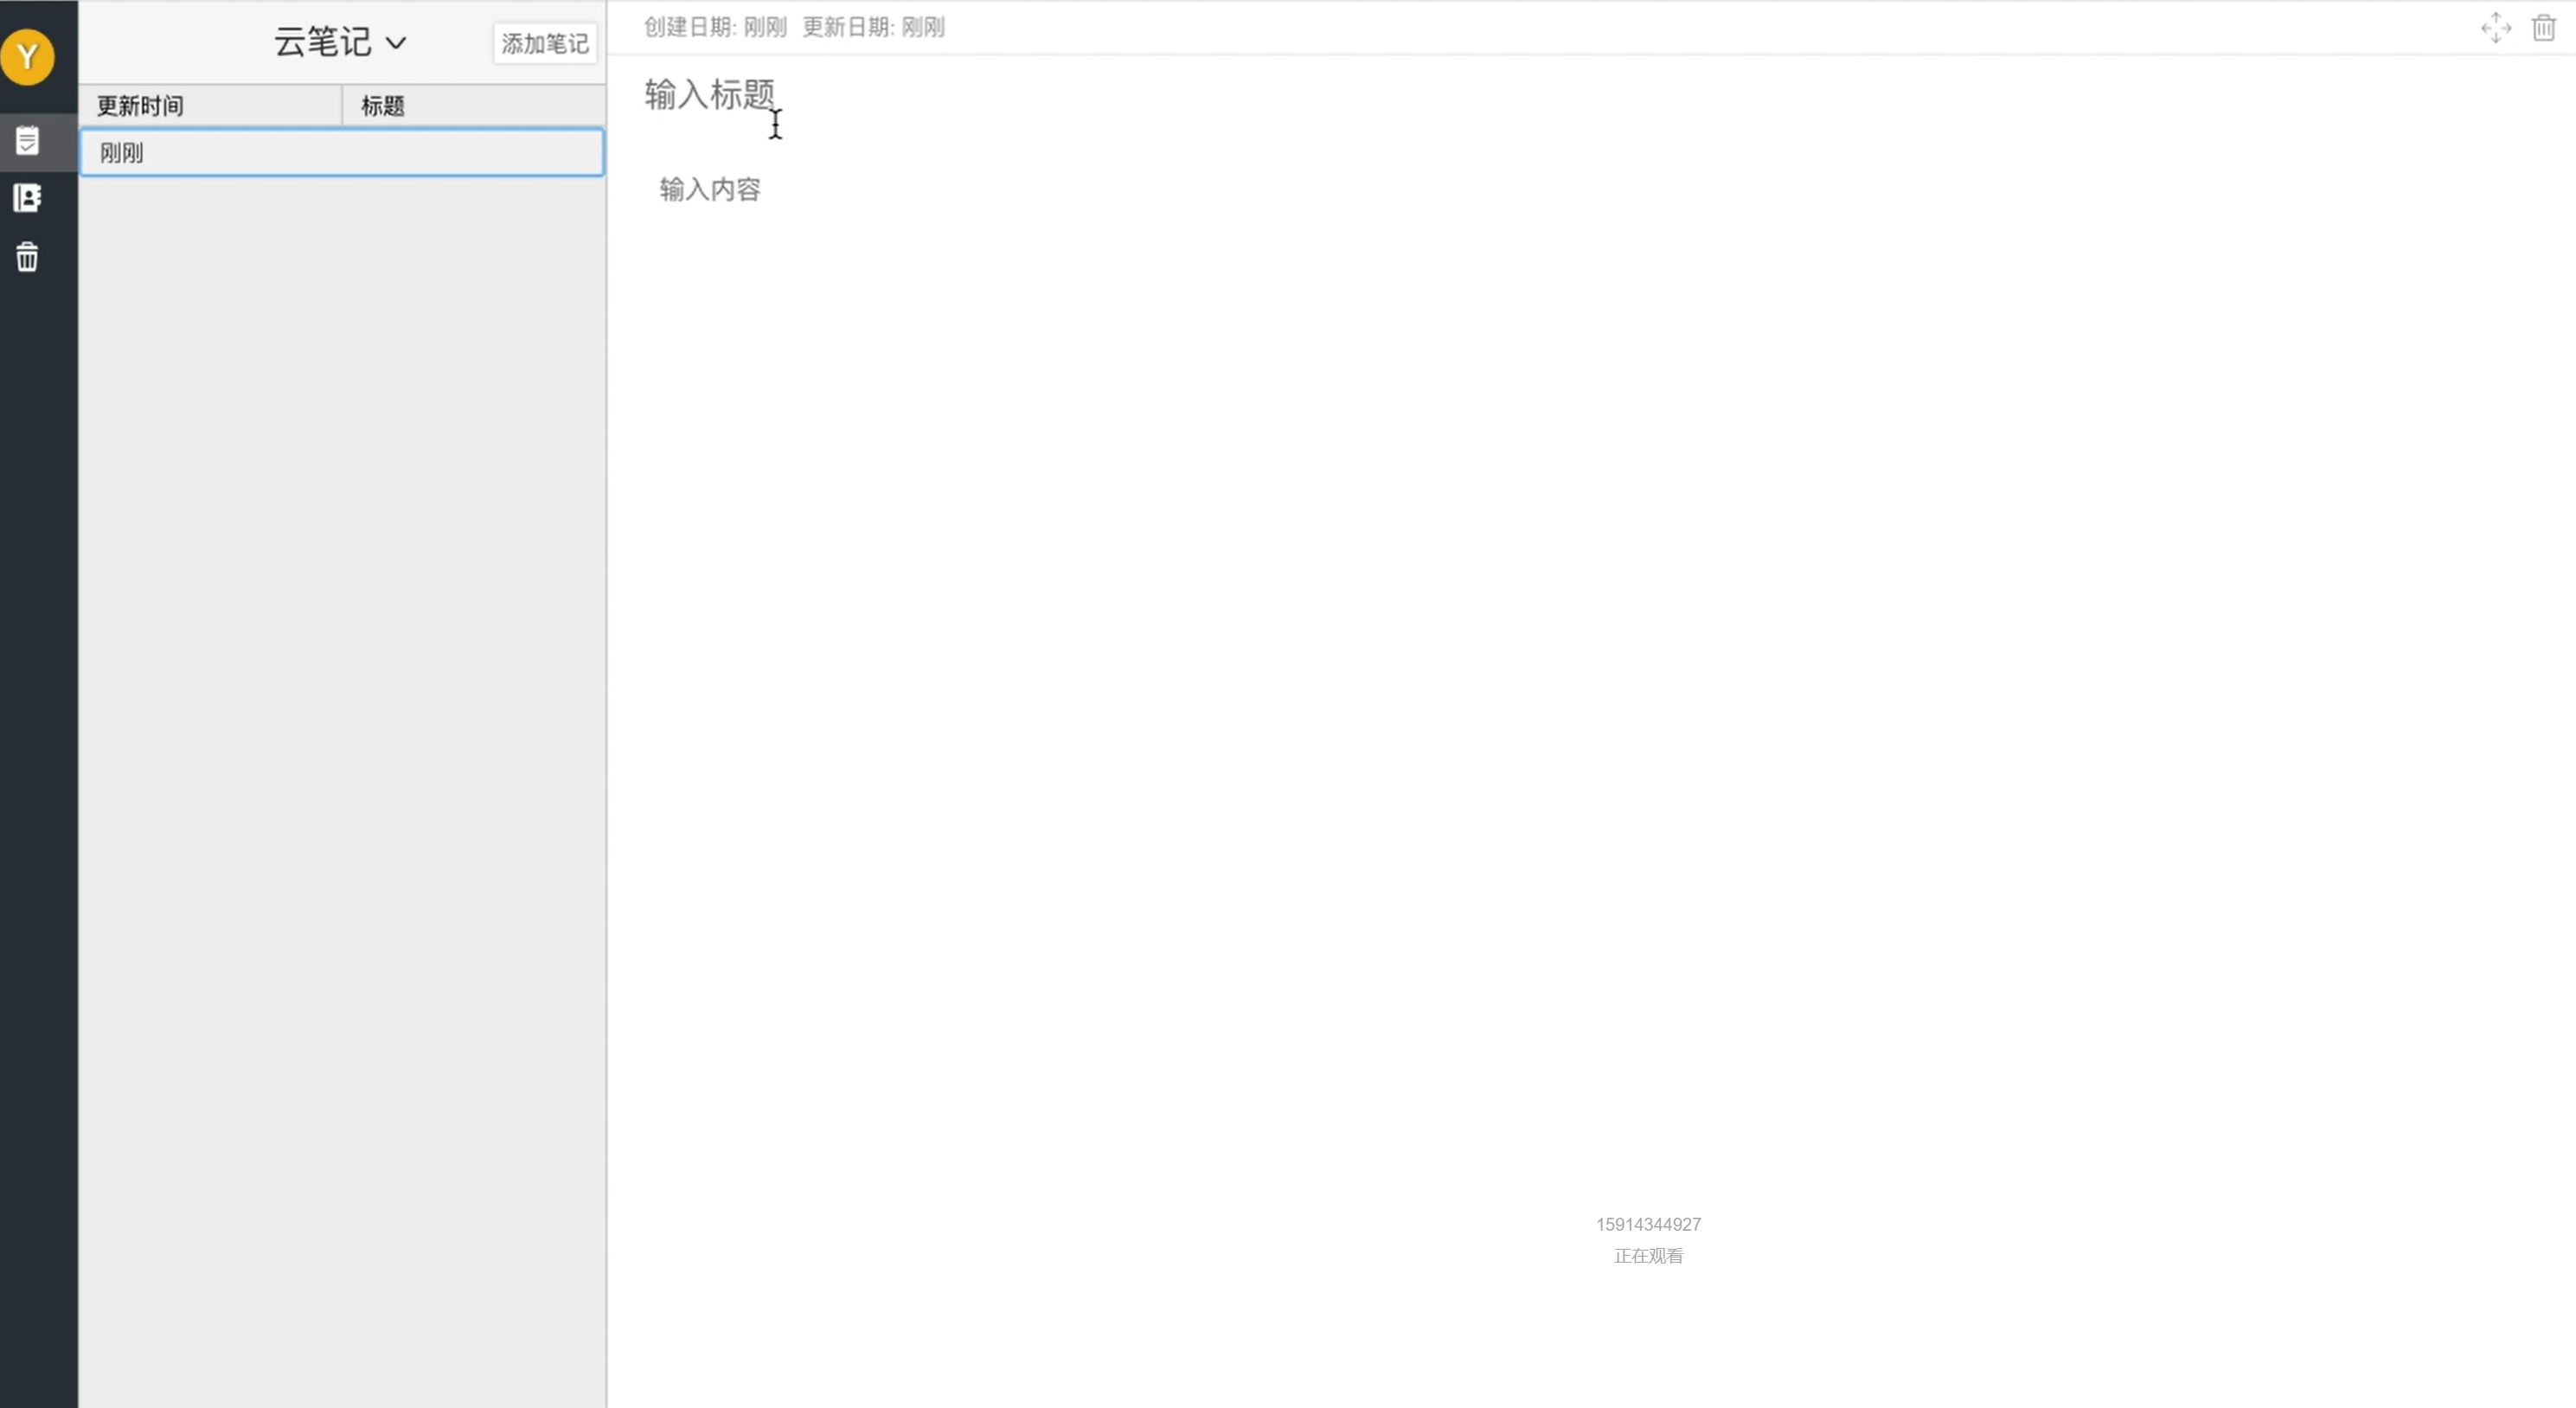 Y
云笔记
添加笔记
更新时间 标题
刚刚
创建日期: 刚刚 更新日期: 刚刚
输入标题
输入内容
15914344927
正在观看